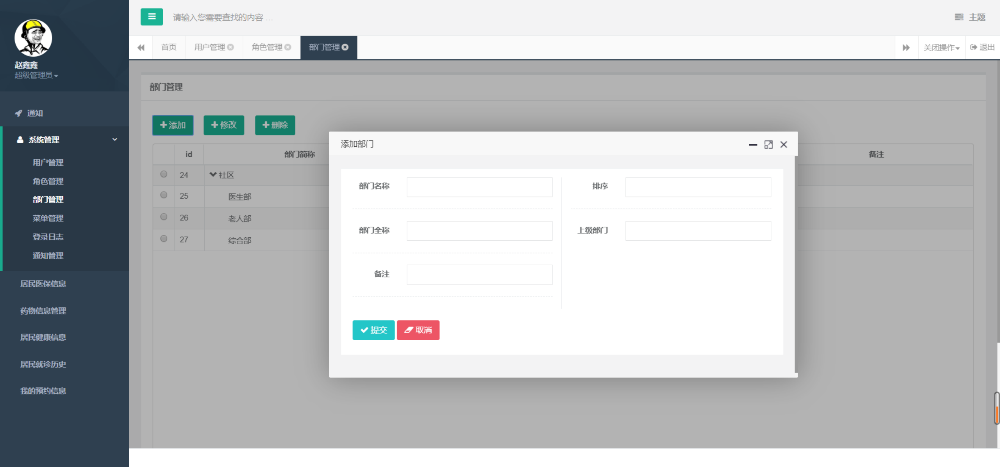 赵鑫鑫
超级管理员
通知
系统管理
用户管理
角色管理
部门管理
菜单管理
登录日志
通知管理
居民医保信息
药物信息管理
居民健康信息
居民就诊历史
我的预约信息
请输入您需要查找的内容 …
主题
首页
用户管理
角色管理
部门管理
关闭操作
退出
部门管理
添加
修改
删除
id
部门简称
备注
24
社区
25
医生部
26
老人部
27
综合部
添加部门
部门名称
排序
部门全称
上级部门
备注
提交
取消